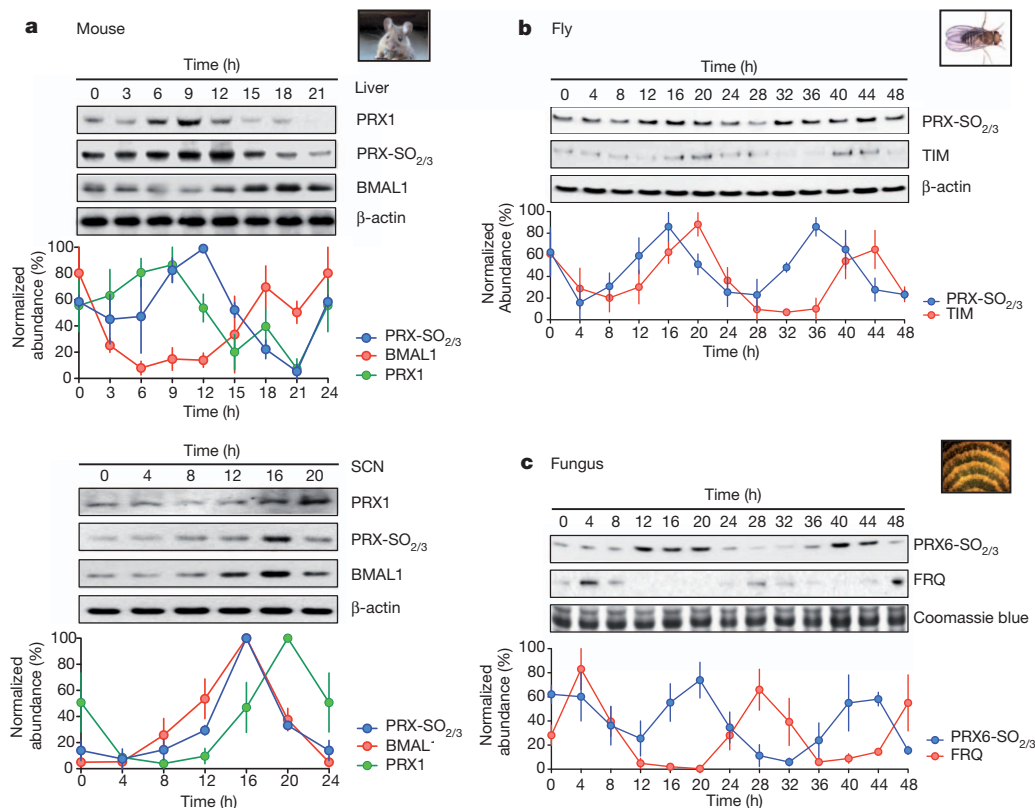 a Mouse
Time (h)
0 3 6 9 12 15 18 21 Liver
PRX1
PRX-SO2/3
BMAL1
β-actin
Normalized abundance (%)
100
80
60
40
20
0
0 3 6 9 12 15 18 21 24
Time (h)
PRX-SO2/3
BMAL1
PRX1
Time (h)
0 4 8 12 16 20 SCN
PRX1
PRX-SO2/3
BMAL1
β-actin
Normalized abundance (%)
100
80
60
40
20
0
0 4 8 12 16 20 24
Time (h)
PRX-SO2/3
BMAL-
PRX1
b Fly
Time (h)
0 4 8 12 16 20 24 28 32 36 40 44 48
PRX-SO2/3
TIM
β-actin
Normalized Abundance (%)
100
80
60
40
20
0
0 4 8 12 16 20 24 28 32 36 40 44 48
Time (h)
PRX-SO2/3
TIM
c Fungus
Time (h)
0 4 8 12 16 20 24 28 32 36 40 44 48
PRX6-SO2/3
FRQ
Coomassie blue
Normalized abundance (%)
100
80
60
40
20
0
0 4 8 12 16 20 24 28 32 36 40 44 48
Time (h)
PRX6-SO2/3
FRQ